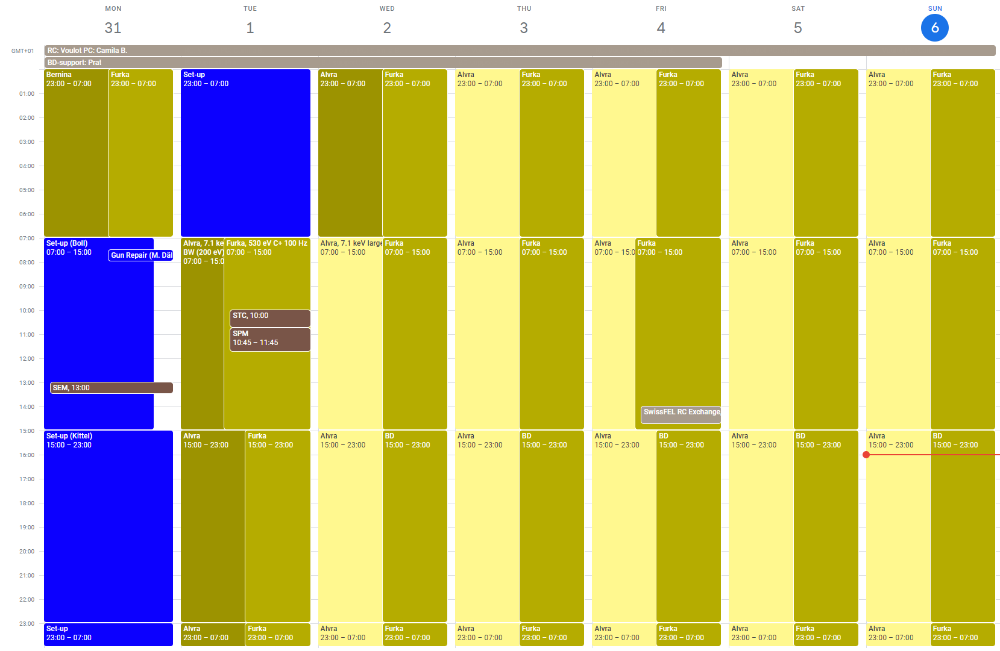 MON
TUE
WED
THU
FRI
SAT
SUN
31
1
2
3
4
5
6
GMT+01
RC: Voulot PC: Camila B.
BD-support: Prat
01:00
02:00
03:00
04:00
05:00
06:00
07:00
08:00
09:00
10:00
11:00
12:00
13:00
14:00
15:00
16:00
17:00
18:00
19:00
20:00
21:00
22:00
23:00
Bernina
23:00 – 07:00
Furka
23:00 – 07:00
Set-up (Boll)
07:00 – 15:00
Gun Repair (M. Däl
SEM, 13:00
Set-up (Kittel)
15:00 – 23:00
Set-up
23:00 – 07:00
Set-up
23:00 – 07:00
Alvra, 7.1 ke
BW (200 eV)
07:00 – 15:0
Furka, 530 eV C+ 100 Hz
07:00 – 15:00
STC, 10:00
SPM
10:45 – 11:45
Alvra
15:00 – 23:00
Furka
15:00 – 23:00
Alvra
23:00 – 07:00
Furka
23:00 – 07:00
Alvra
23:00 – 07:00
Furka
23:00 – 07:00
Alvra, 7.1 keV large
07:00 – 15:00
Furka
07:00 – 15:00
Alvra
15:00 – 23:00
BD
15:00 – 23:00
Alvra
23:00 – 07:00
Furka
23:00 – 07:00
Alvra
23:00 – 07:00
Furka
23:00 – 07:00
Alvra
07:00 – 15:00
Furka
07:00 – 15:00
Alvra
15:00 – 23:00
BD
15:00 – 23:00
Alvra
23:00 – 07:00
Furka
23:00 – 07:00
Alvra
23:00 – 07:00
Furka
23:00 – 07:00
Alvra
07:00 – 15:0
Furka
07:00 – 15:00
SwissFEL RC Exchange,
Alvra
15:00 – 23:00
BD
15:00 – 23:00
Alvra
23:00 – 07:00
Furka
23:00 – 07:00
Alvra
23:00 – 07:00
Furka
23:00 – 07:00
Alvra
07:00 – 15:00
Furka
07:00 – 15:00
Alvra
15:00 – 23:00
BD
15:00 – 23:00
Alvra
23:00 – 07:00
Furka
23:00 – 07:00
Alvra
23:00 – 07:00
Furka
23:00 – 07:00
Alvra
07:00 – 15:00
Furka
07:00 – 15:00
Alvra
15:00 – 23:00
BD
15:00 – 23:00
Alvra
23:00 – 07:00
Furka
23:00 – 07:00